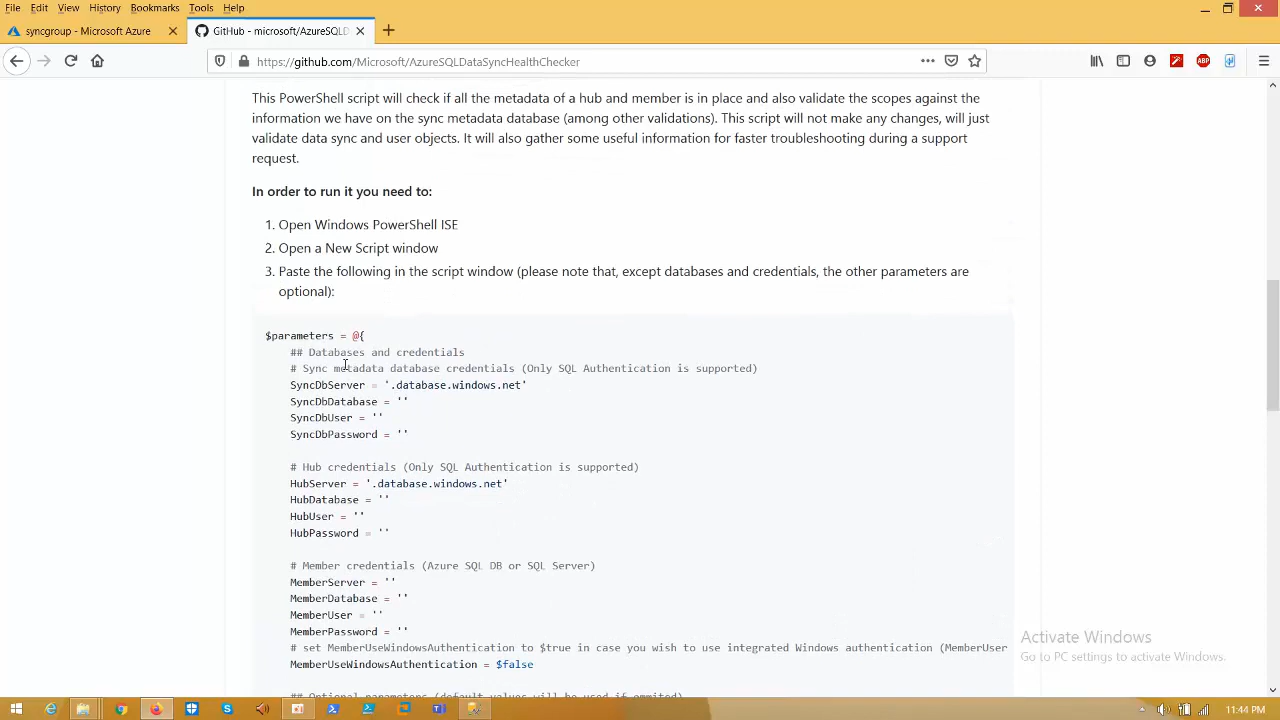 File Edit View History Bookmarks Tools Help
syncgroup - Microsoft Azure
GitHub - microsoft/AzureSQLD
https://github.com/Microsoft/AzureSQLDataSyncHealthChecker
ABP
This PowerShell script will check if all the metadata of a hub and member is in place and also validate the scopes against the
information we have on the sync metadata database (among other validations). This script will not make any changes, will just
validate data sync and user objects. It will also gather some useful information for faster troubleshooting during a support
request.
In order to run it you need to:
1. Open Windows PowerShell ISE
2. Open a New Script window
3. Paste the following in the script window (please note that, except databases and credentials, the other parameters are
optional):
$parameters = @{
## Databases and credentials
# Sync metadata database credentials (Only SQL Authentication is supported)
SyncDbServer = '.database.windows.net'
SyncDbDatabase = ''
SyncDbUser = ''
SyncDbPassword = ''
# Hub credentials (Only SQL Authentication is supported)
HubServer = '.database.windows.net'
HubDatabase = ''
HubUser = ''
HubPassword = ''
# Member credentials (Azure SQL DB or SQL Server)
MemberServer = ''
MemberDatabase = ''
MemberUser = ''
MemberPassword = ''
# set MemberUseWindowsAuthentication to $true in case you wish to use integrated Windows authentication (MemberUser
MemberUseWindowsAuthentication = $false
## Optional parameters (default values will be used if ommited)
Activate Windows
Go to PC settings to activate Windows.
11:44 PM